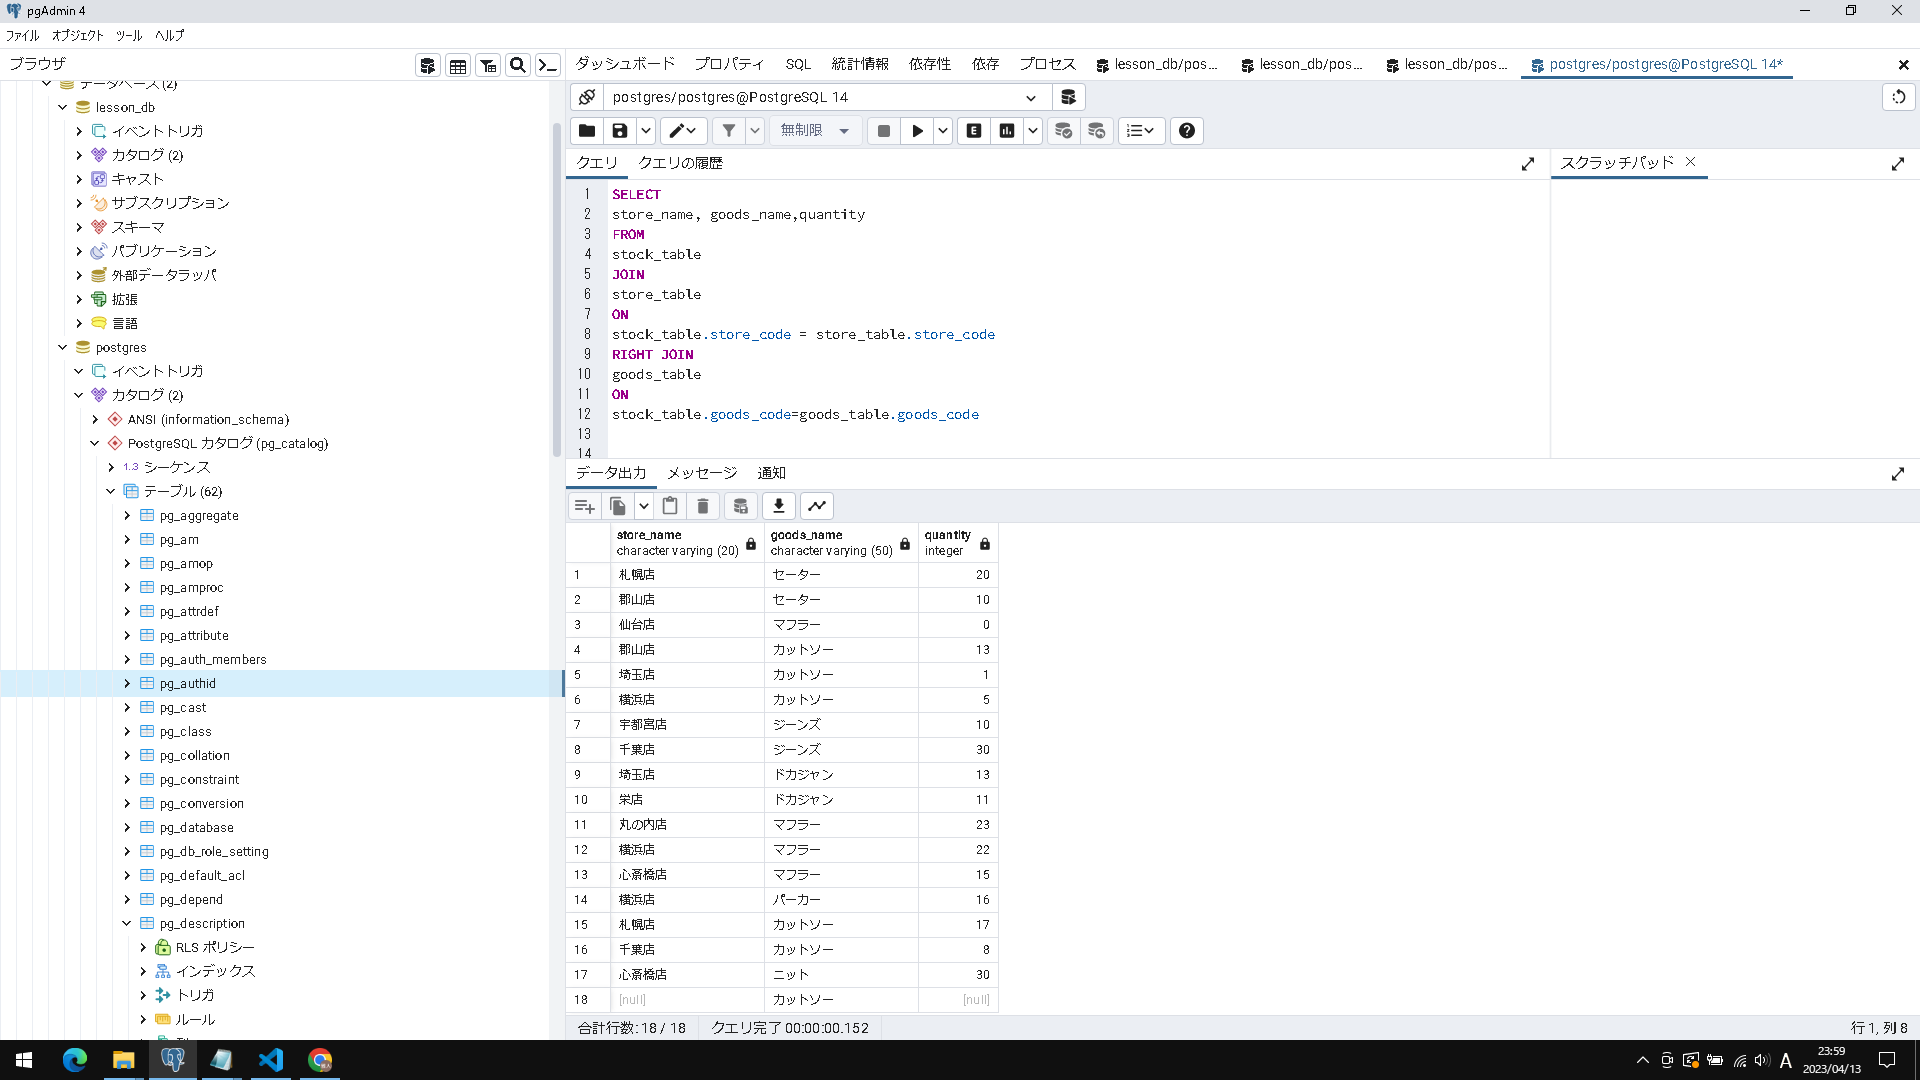 pgAdmin 4
ファイル オブジェクト ツール ヘルプ
ブラウザ
ダッシュボード プロパティ SQL 統計情報 依存性 依存 プロセス lesson_db/pos... lesson_db/pos... lesson_db/pos... postgres/postgres@PostgreSQL 14*
データベース (2)
lesson_db
イベントトリガ
カタログ (2)
キャスト
サブスクリプション
スキーマ
パブリケーション
外部データラッパ
拡張
言語
postgres
イベントトリガ
カタログ (2)
ANSI (information_schema)
PostgreSQL カタログ (pg_catalog)
1.3 シーケンス
テーブル (62)
pg_aggregate
pg_am
pg_amop
pg_amproc
pg_attrdef
pg_attribute
pg_auth_members
pg_authid
pg_cast
pg_class
pg_collation
pg_constraint
pg_conversion
pg_database
pg_db_role_setting
pg_default_acl
pg_depend
pg_description
RLS ポリシー
インデックス
トリガ
ルール
postgres/postgres@PostgreSQL 14
無制限
E
クエリ クエリの履歴
スクラッチパッド
1 SELECT
2 store_name, goods_name,quantity
3 FROM
4 stock_table
5 JOIN
6 store_table
7 ON
8 stock_table.store_code = store_table.store_code
9 RIGHT JOIN
10 goods_table
11 ON
12 stock_table.goods_code=goods_table.goods_code
13
14
データ出力 メッセージ 通知
store_name goods_name quantity
character varying (20) character varying (50) integer
1 札幌店 セーター 20
2 郡山店 セーター 10
3 仙台店 マフラー 0
4 郡山店 カットソー 13
5 埼玉店 カットソー 1
6 横浜店 カットソー 5
7 宇都宮店 ジーンズ 10
8 千葉店 ジーンズ 30
9 埼玉店 ドカジャン 13
10 栄店 ドカジャン 11
11 丸の内店 マフラー 23
12 横浜店 マフラー 22
13 心斎橋店 マフラー 15
14 横浜店 パーカー 16
15 札幌店 カットソー 17
16 千葉店 カットソー 8
17 心斎橋店 ニット 30
18 [null] カットソー [null]
合計行数: 18 / 18 クエリ完了 00:00:00.152
行 1, 列 8
A
23:59
2023/04/13